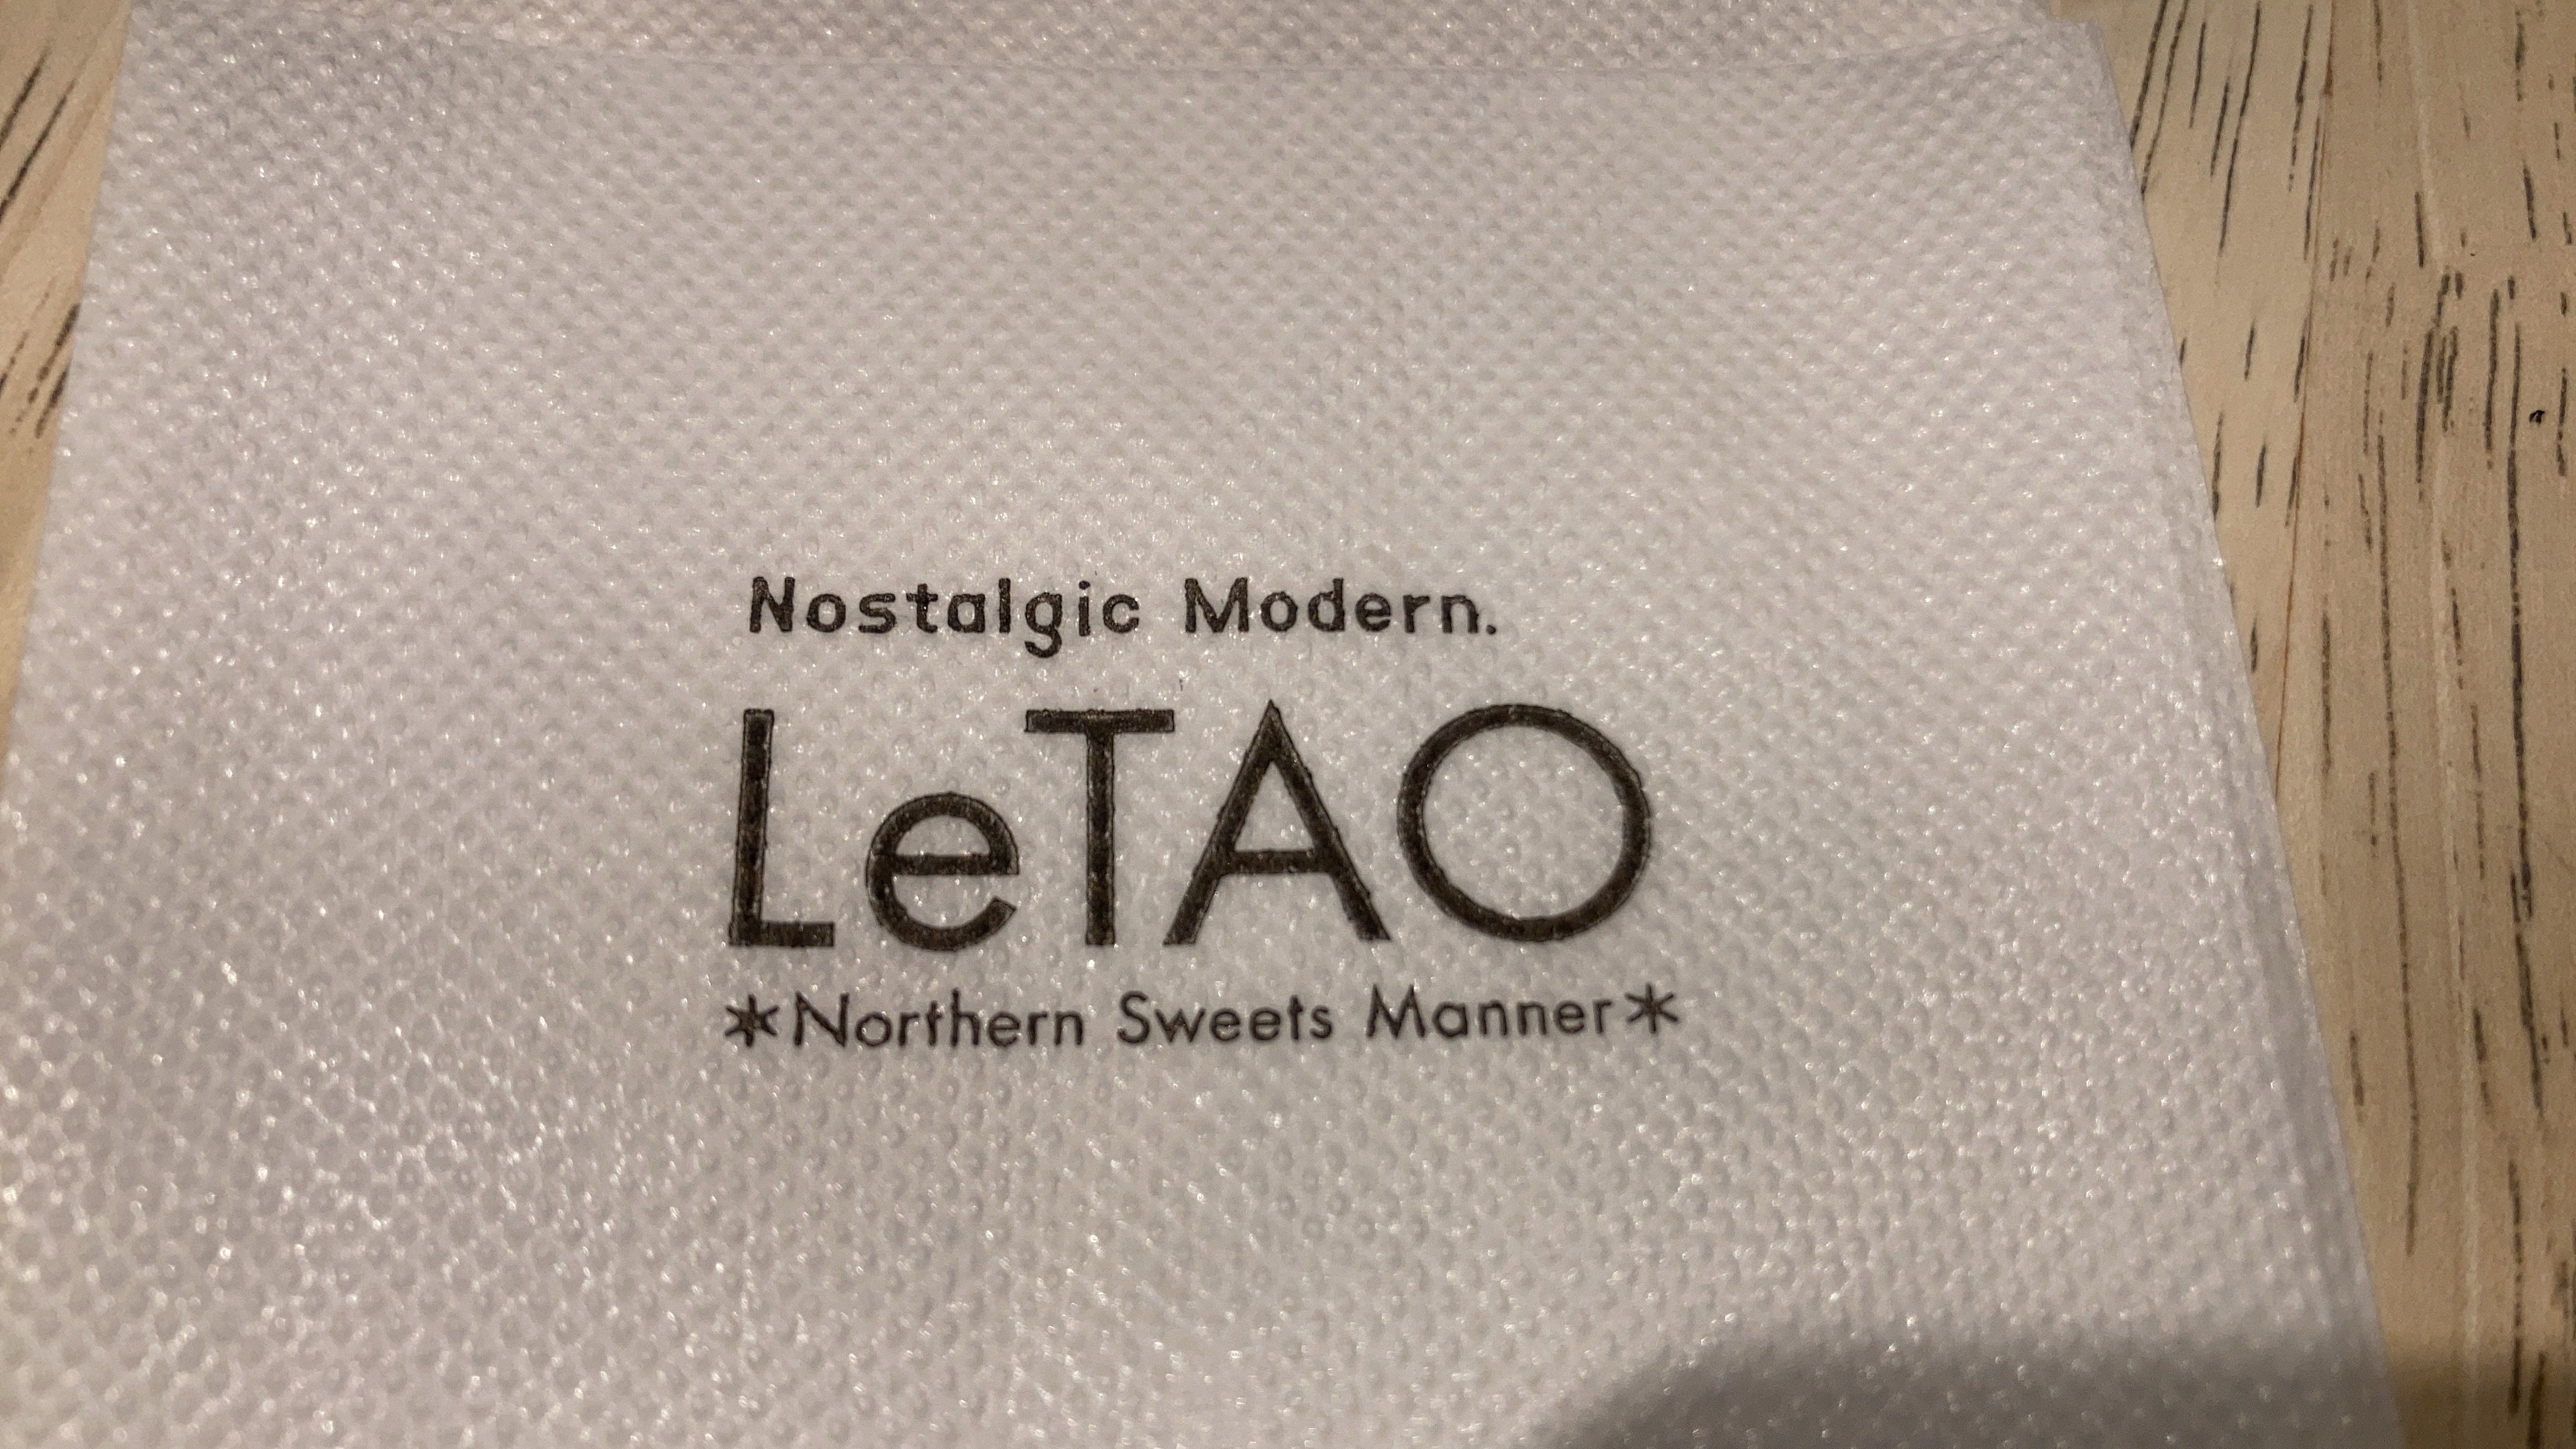 Nostalgic Modern.
LeTAO
*Northern Sweets Manner*